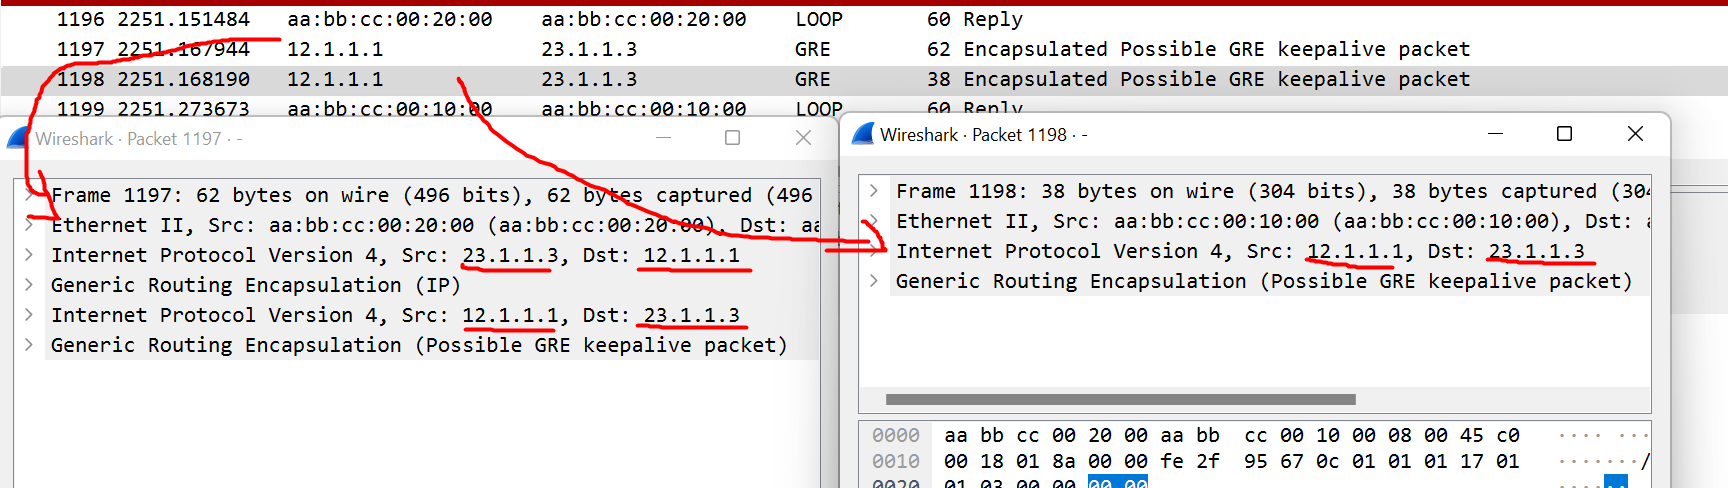 1196 2251.151484 aa:bb:cc:00:20:00 aa:bb:cc:00:20:00 LOOP 60 Reply
1197 2251.167944 12.1.1.1 23.1.1.3 GRE 62 Encapsulated Possible GRE keepalive packet
1198 2251.168190 12.1.1.1 23.1.1.3 GRE 38 Encapsulated Possible GRE keepalive packet
1199 2251.273673 aa:bb:cc:00:10:00 aa:bb:cc:00:10:00 LOOP 60 Reply
Wireshark · Packet 1197 · -
Frame 1197: 62 bytes on wire (496 bits), 62 bytes captured (496
Ethernet II, Src: aa:bb:cc:00:20:00 (aa:bb:cc:00:20:00), Dst: aa
Internet Protocol Version 4, Src: 23.1.1.3, Dst: 12.1.1.1
Generic Routing Encapsulation (IP)
Internet Protocol Version 4, Src: 12.1.1.1, Dst: 23.1.1.3
Generic Routing Encapsulation (Possible GRE keepalive packet)
Wireshark · Packet 1198 · -
Frame 1198: 38 bytes on wire (304 bits), 38 bytes captured (304
Ethernet II, Src: aa:bb:cc:00:10:00 (aa:bb:cc:00:10:00), Dst:
Internet Protocol Version 4, Src: 12.1.1.1, Dst: 23.1.1.3
Generic Routing Encapsulation (Possible GRE keepalive packet)
0000 aa bb cc 00 20 00 aa bb cc 00 10 00 08 00 45 c0 ···· ···
0010 00 18 01 8a 00 00 fe 2f 95 67 0c 01 01 01 17 01 ·······/
0020 01 03 00 00 00 00